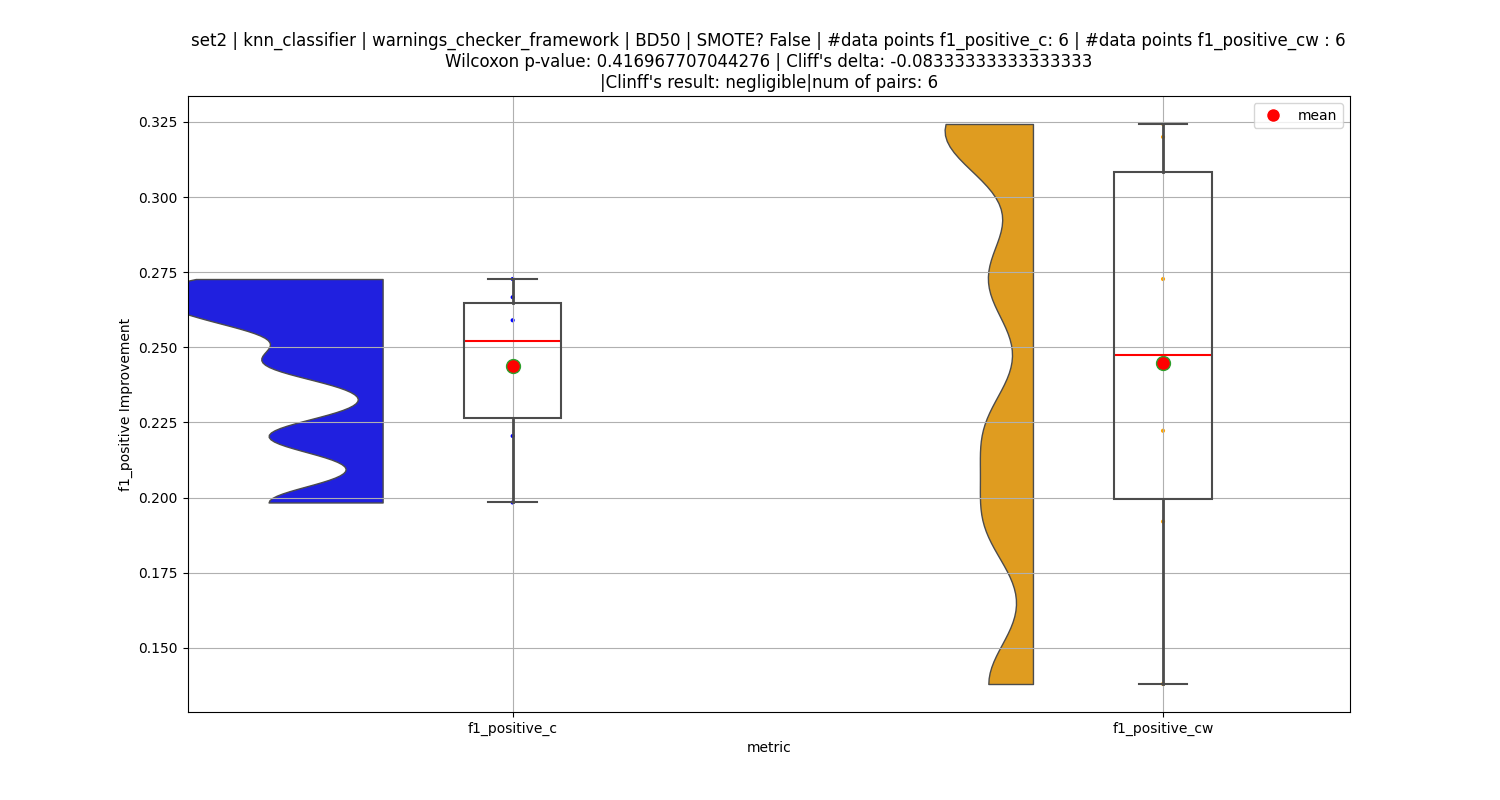 set2 | knn_classifier | warnings_checker_framework | BD50 | SMOTE? False | #data points f1_positive_c: 6 | #data points f1_positive_cw : 6
Wilcoxon p-value: 0.416967707044276 | Cliff's delta: -0.08333333333333333
|Clinff's result: negligible|num of pairs: 6
mean
0.325
0.300
0.275
0.250
0.225
0.200
0.175
0.150
f1_positive Improvement
f1_positive_c
f1_positive_cw
metric